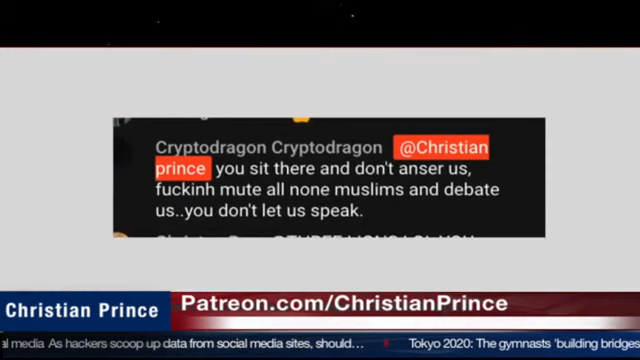 Cryptodragon Cryptodragon @Christian
prince you sit there and don't anser us,
fuckinh mute all none muslims and debate
us..you don't let us speak.
Christian Prince
Patreon.com/ChristianPrince
al media As hackers scoop up data from social media sites, should...
Tokyo 2020: The gymnasts 'building bridges